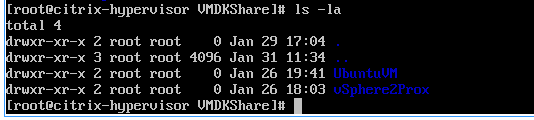 [root@citrix-hypervisor VMDKShare]# ls -la
total 4
drwxr-xr-x 2 root root    0 Jan 29 17:04 .
drwxr-xr-x 3 root root 4096 Jan 31 11:34 ..
drwxr-xr-x 2 root root    0 Jan 26 19:41 UbuntuVM
drwxr-xr-x 2 root root    0 Jan 26 18:03 vSphere2Prox
[root@citrix-hypervisor VMDKShare]#